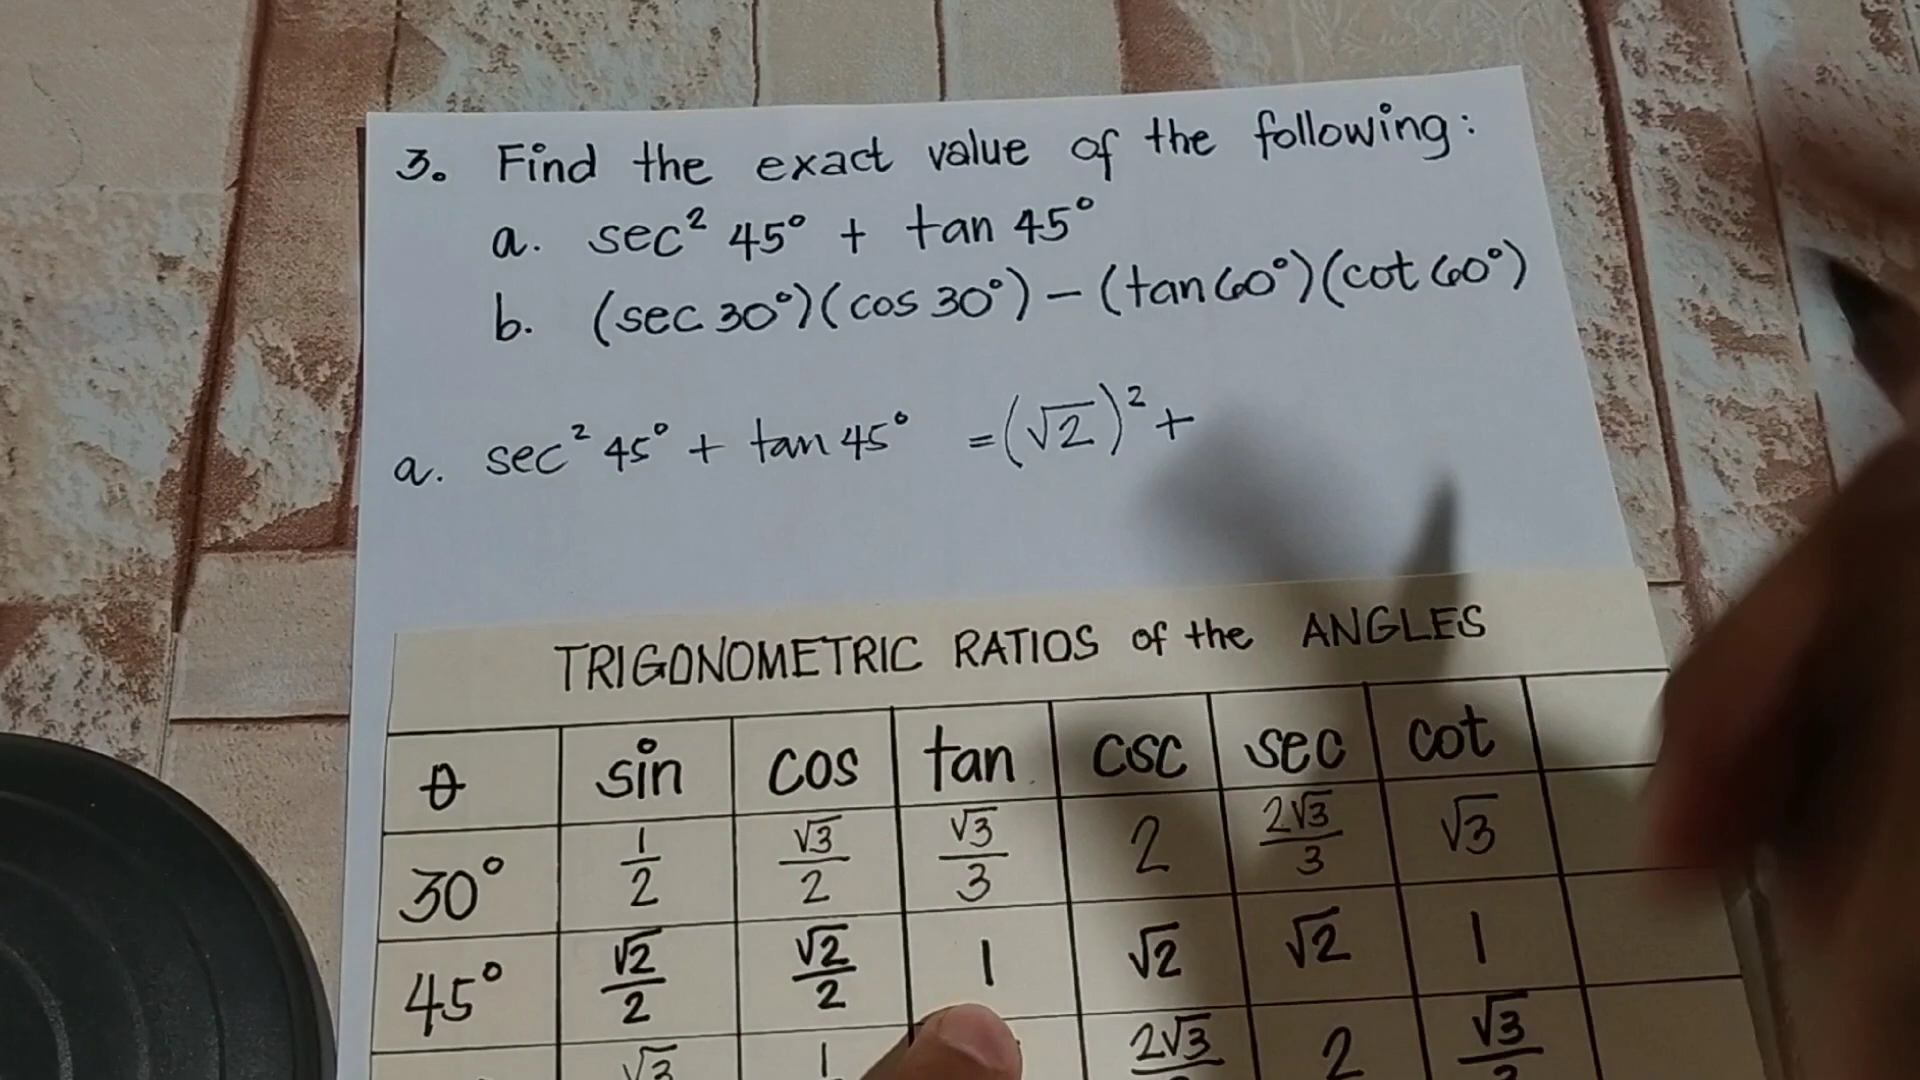 3. Find the exact value of the following:
a. sec² 45° + tan 45°
b. (sec 30°)(cos 30°) − (tan 60°)(cot 60°)
a. sec² 45° + tan 45° = (√2)² +
TRIGONOMETRIC RATIOS of the ANGLES
θ sin cos tan csc sec cot
30° 1/2 √3/2 √3/3 2 2√3/3 √3
45° √2/2 √2/2 1 √2 √2 1
√3 1 2√3 2 √3